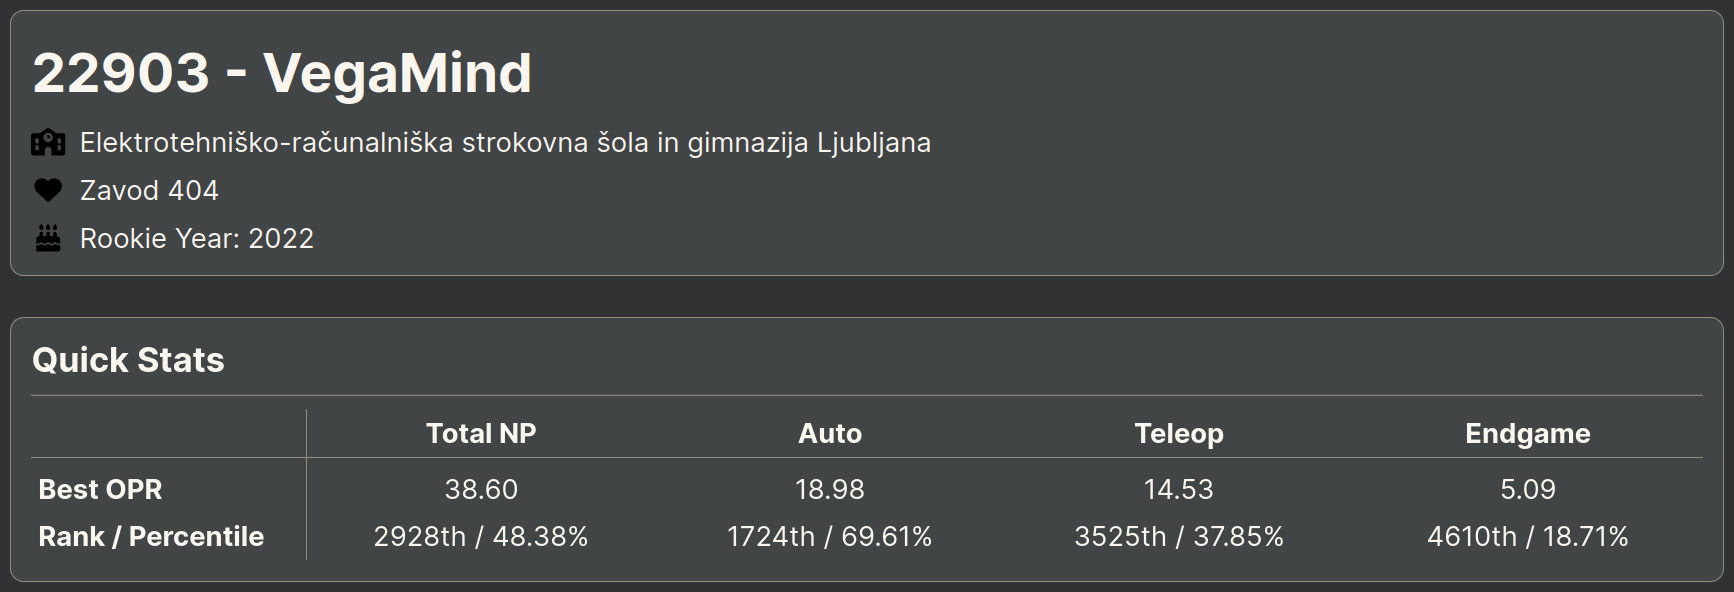 22903 - VegaMind
Elektrotehniško-računalniška strokovna šola in gimnazija Ljubljana
Zavod 404
Rookie Year: 2022
Quick Stats
Total NP Auto Teleop Endgame
Best OPR 38.60 18.98 14.53 5.09
Rank / Percentile 2928th / 48.38% 1724th / 69.61% 3525th / 37.85% 4610th / 18.71%